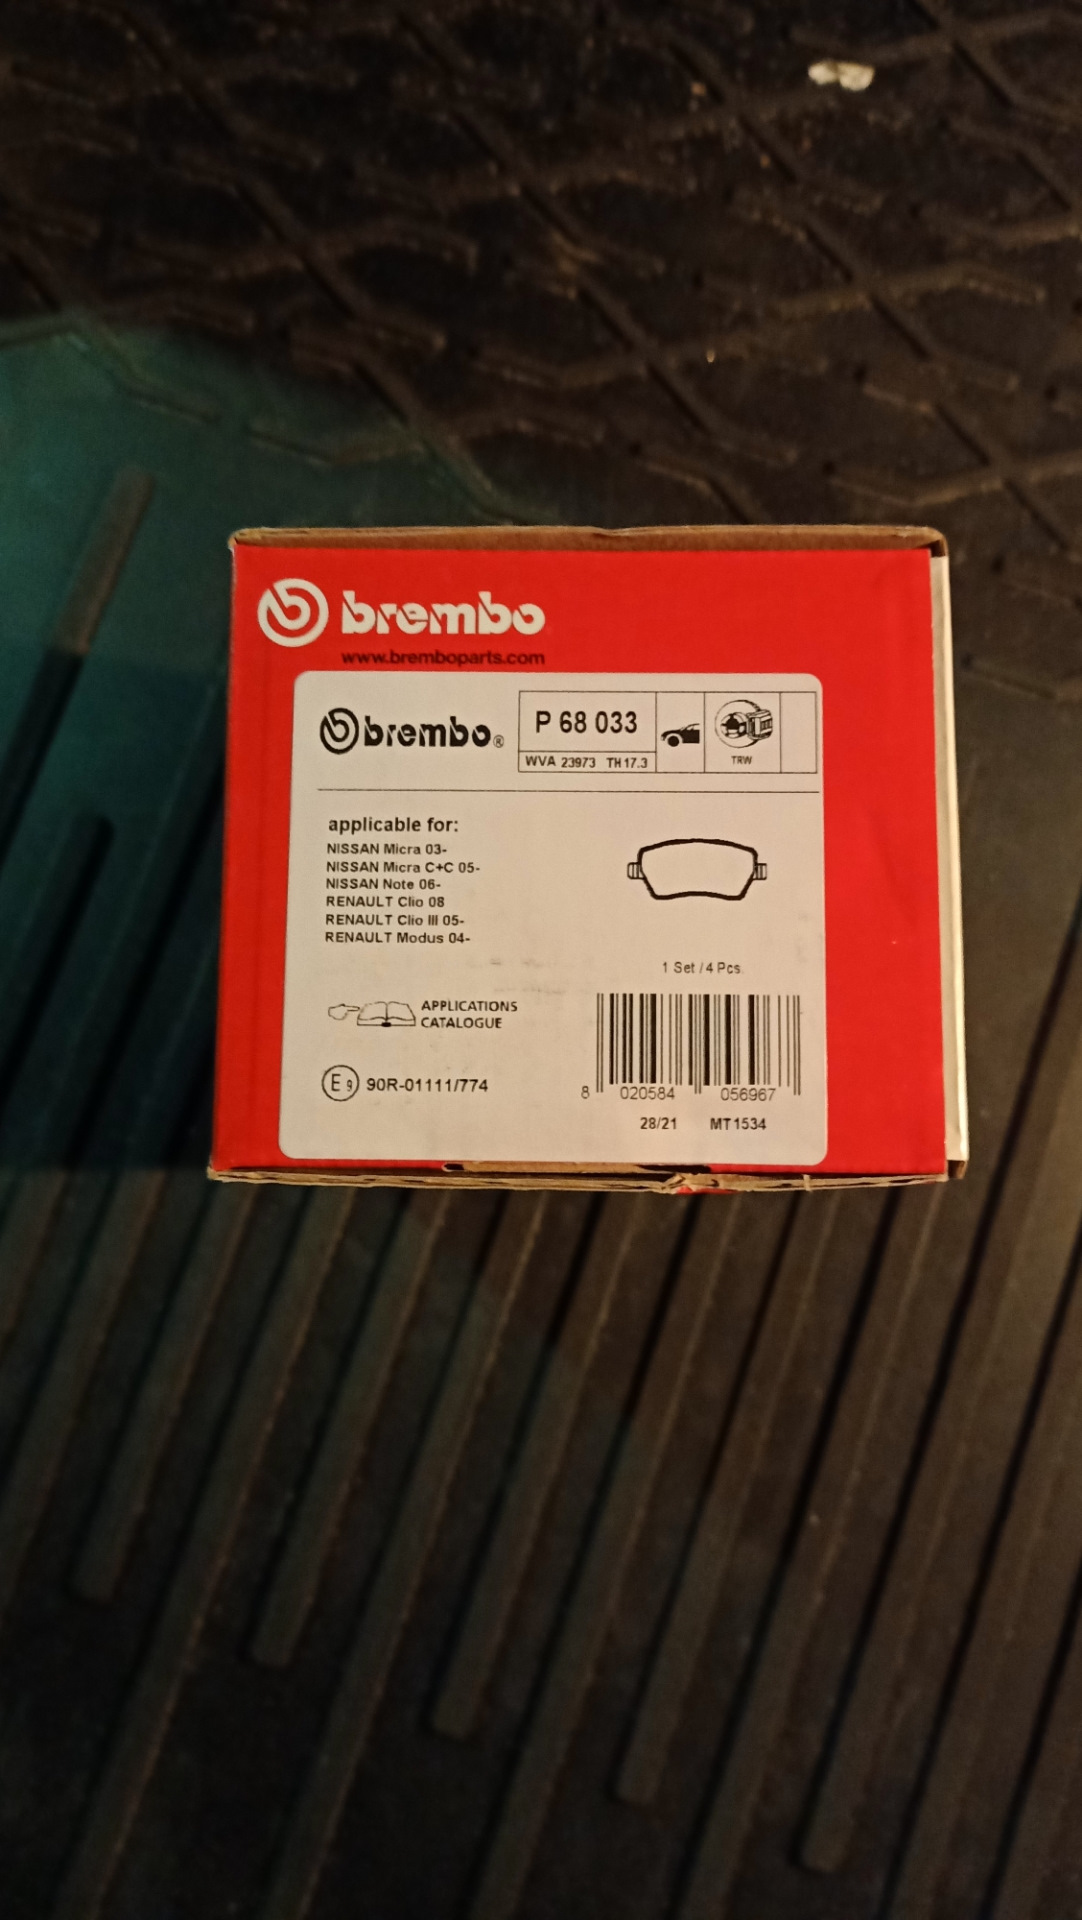 brembo
www.bremboparts.com
brembo®
P 68 033
WVA 23973 TH 17.3
TRW
applicable for:
NISSAN Micra 03-
NISSAN Micra C+C 05-
NISSAN Note 06-
RENAULT Clio 08
RENAULT Clio III 05-
RENAULT Modus 04-
1 Set / 4 Pcs.
APPLICATIONS
CATALOGUE
E9 90R-01111/774
8 020584 056967
28/21 MT1534